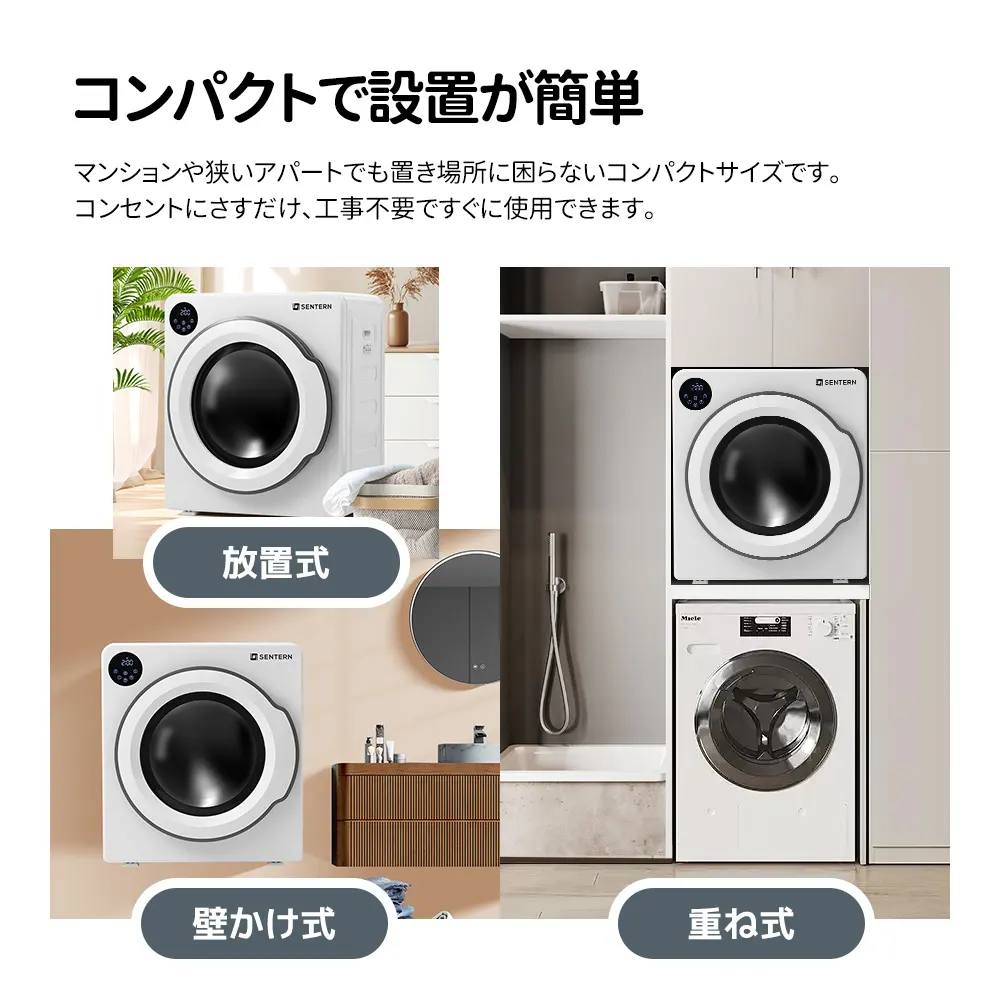 コンパクトで設置が簡単
マンションや狭いアパートでも置き場所に困らないコンパクトサイズです。
コンセントにさすだけ、工事不要ですぐに使用できます。
2:00
SENTERN
放置式
SENTERN
Miele
2:00
SENTERN
壁かけ式
重ね式